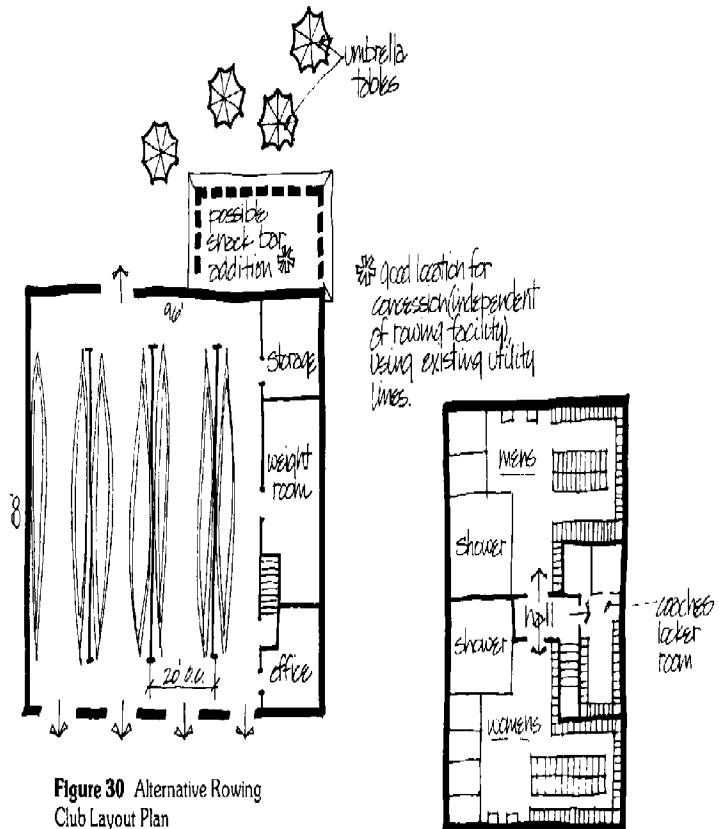 umbrella
tables
possible
snack bar
addition
good location for
concession (independent
of rowing facility),
using existing utility
lines.
96'
storage
weight
room
88'
office
20' o.c.
mens
shower
hall
coaches
locker
room
shower
womens
Figure 30 Alternative Rowing
Club Layout Plan